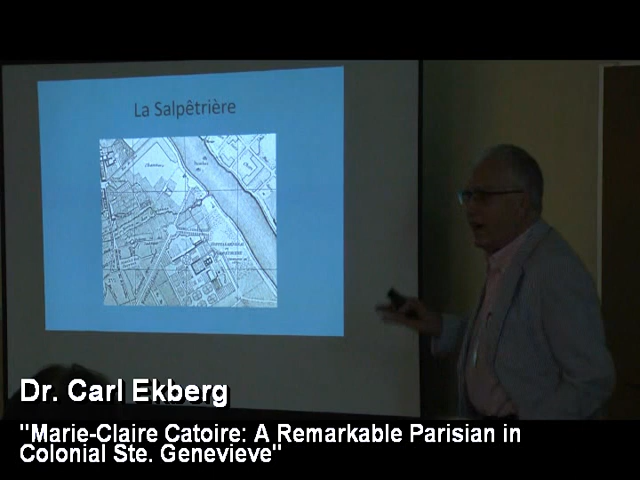 La Salpêtrière
Dr. Carl Ekberg
"Marie-Claire Catoire: A Remarkable Parisian in
Colonial Ste. Genevieve"